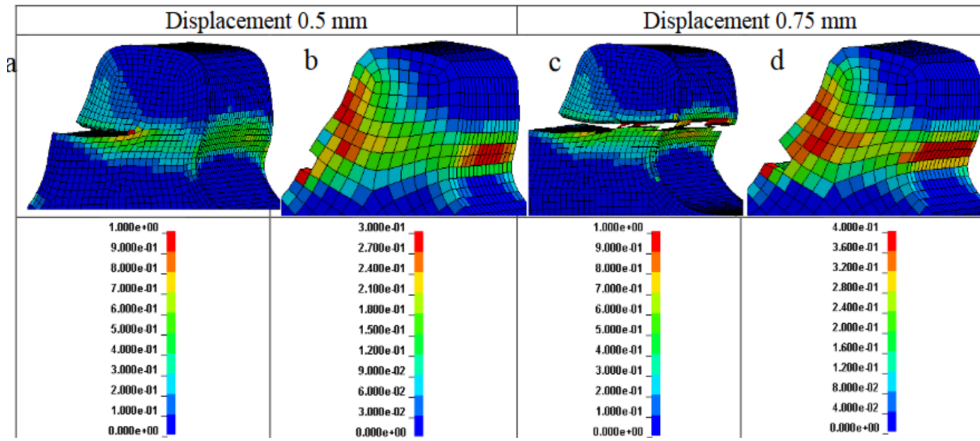 Displacement 0.5 mm
Displacement 0.75 mm
a
b
c
d
1.000e+00
9.000e-01
8.000e-01
7.000e-01
6.000e-01
5.000e-01
4.000e-01
3.000e-01
2.000e-01
1.000e-01
0.000e+00
3.000e-01
2.700e-01
2.400e-01
2.100e-01
1.800e-01
1.500e-01
1.200e-01
9.000e-02
6.000e-02
3.000e-02
0.000e+00
1.000e+00
9.000e-01
8.000e-01
7.000e-01
6.000e-01
5.000e-01
4.000e-01
3.000e-01
2.000e-01
1.000e-01
0.000e+00
4.000e-01
3.600e-01
3.200e-01
2.800e-01
2.400e-01
2.000e-01
1.600e-01
1.200e-01
8.000e-02
4.000e-02
0.000e+00